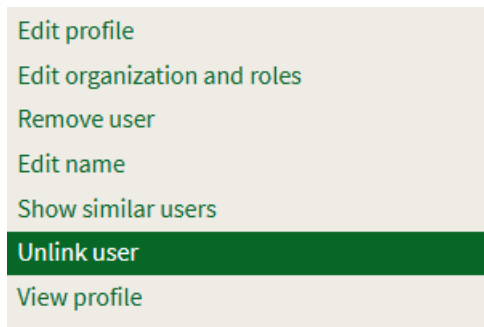 Edit profile
Edit organization and roles
Remove user
Edit name
Show similar users
Unlink user
View profile